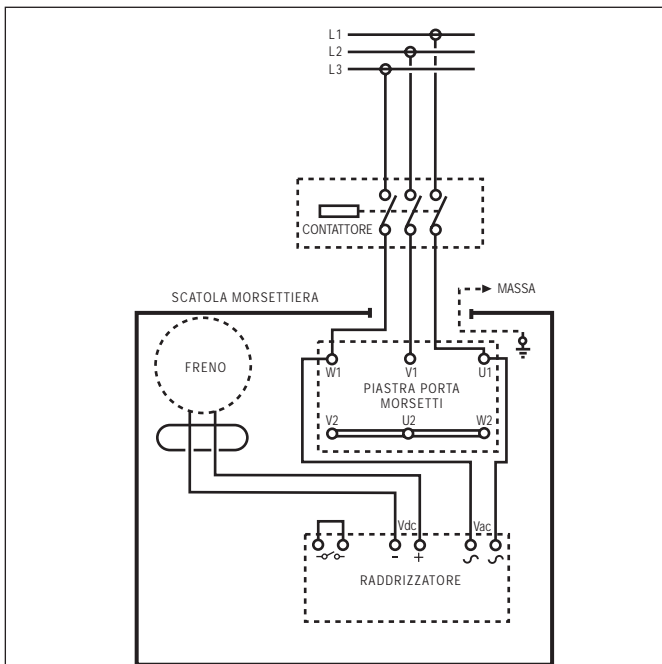 L1
L2
L3
CONTATTORE
SCATOLA MORSETTIERA
MASSA
FRENO
W1 V1 U1
PIASTRA PORTA
MORSETTI
V2 U2 W2
Vdc Vac
- +
RADDRIZZATORE